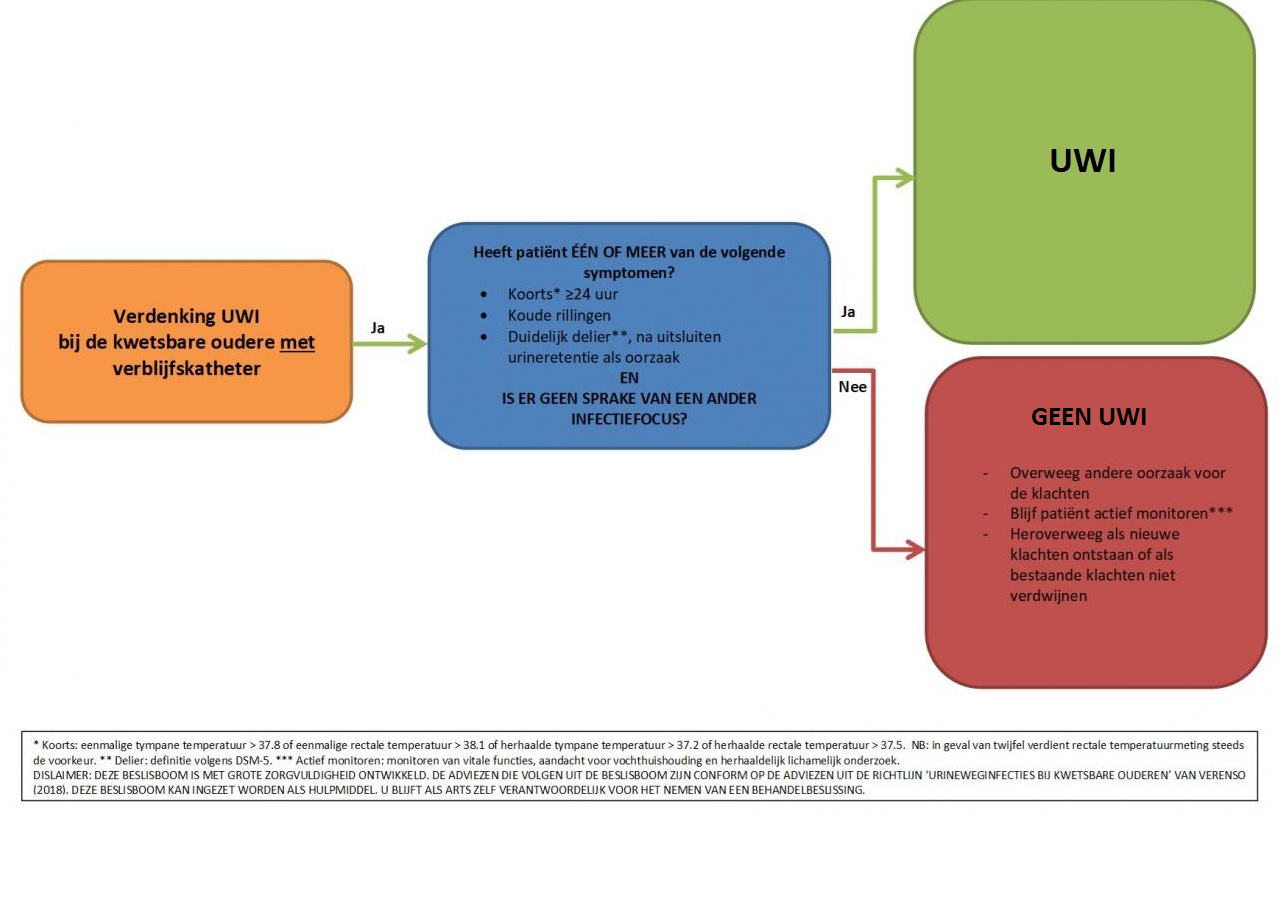 Verdenking UWI
bij de kwetsbare oudere met
verblijfskatheter
Ja
Heeft patiënt ÉÉN OF MEER van de volgende
symptomen?
• Koorts* ≥24 uur
• Koude rillingen
• Duidelijk delier**, na uitsluiten
urineretentie als oorzaak
EN
IS ER GEEN SPRAKE VAN EEN ANDER
INFECTIEFOCUS?
Ja
Nee
UWI
GEEN UWI
- Overweeg andere oorzaak voor
de klachten
- Blijf patiënt actief monitoren***
- Heroverweeg als nieuwe
klachten ontstaan of als
bestaande klachten niet
verdwijnen
* Koorts: eenmalige tympane temperatuur > 37.8 of eenmalige rectale temperatuur > 38.1 of herhaalde tympane temperatuur > 37.2 of herhaalde rectale temperatuur > 37.5. NB: in geval van twijfel verdient rectale temperatuurmeting steeds
de voorkeur. ** Delier: definitie volgens DSM-5. *** Actief monitoren: monitoren van vitale functies, aandacht voor vochthuishouding en herhaaldelijk lichamelijk onderzoek.
DISLAIMER: DEZE BESLISBOOM IS MET GROTE ZORGVULDIGHEID ONTWIKKELD. DE ADVIEZEN DIE VOLGEN UIT DE BESLISBOOM ZIJN CONFORM OP DE ADVIEZEN UIT DE RICHTLIJN 'URINEWEGINFECTIES BIJ KWETSBARE OUDEREN' VAN VERENSO
(2018). DEZE BESLISBOOM KAN INGEZET WORDEN ALS HULPMIDDEL. U BLIJFT ALS ARTS ZELF VERANTWOORDELIJK VOOR HET NEMEN VAN EEN BEHANDELBESLISSING.